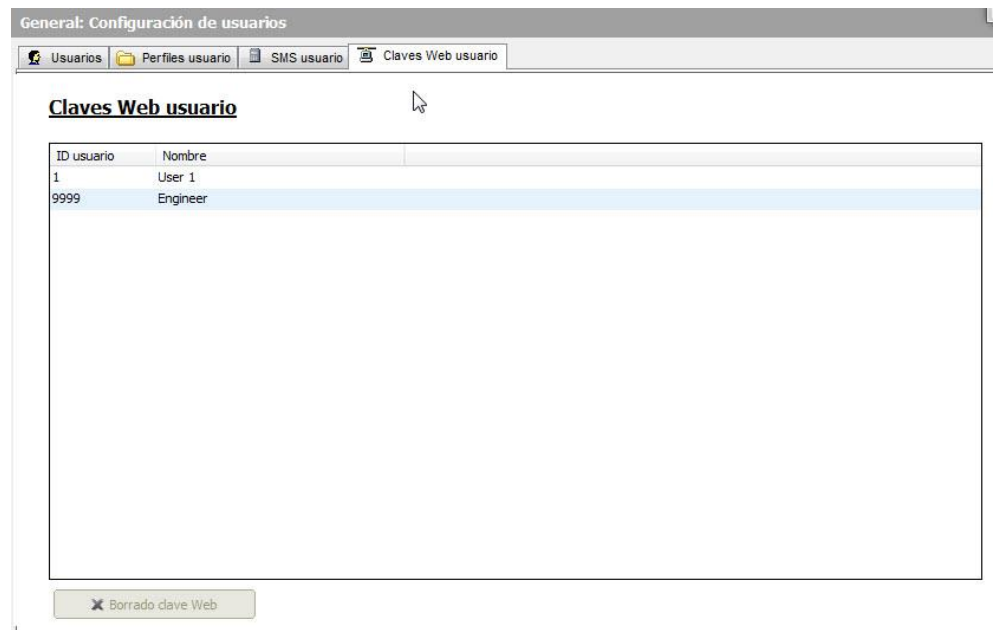 General: Configuración de usuarios
Usuarios Perfiles usuario SMS usuario Claves Web usuario
Claves Web usuario
ID usuario Nombre
1 User 1
9999 Engineer
Borrado clave Web